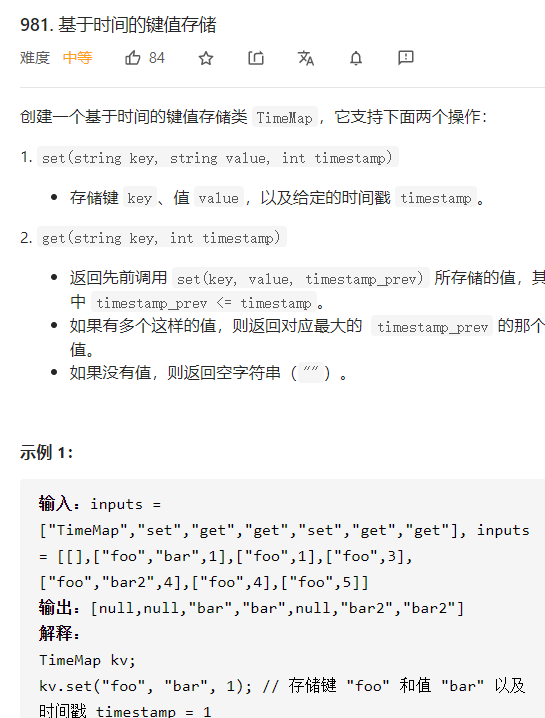 981. 基于时间的键值存储
难度 中等 84
创建一个基于时间的键值存储类 TimeMap，它支持下面两个操作：
1. set(string key, string value, int timestamp)
• 存储键 key、值 value，以及给定的时间戳 timestamp。
2. get(string key, int timestamp)
• 返回先前调用 set(key, value, timestamp_prev) 所存储的值，其
中 timestamp_prev <= timestamp。
• 如果有多个这样的值，则返回对应最大的 timestamp_prev 的那个
值。
• 如果没有值，则返回空字符串（""）。
示例 1：
输入：inputs =
["TimeMap","set","get","get","set","get","get"], inputs
= [[],["foo","bar",1],["foo",1],["foo",3],
["foo","bar2",4],["foo",4],["foo",5]]
输出：[null,null,"bar","bar",null,"bar2","bar2"]
解释：
TimeMap kv;
kv.set("foo", "bar", 1); // 存储键 "foo" 和值 "bar" 以及
时间戳 timestamp = 1